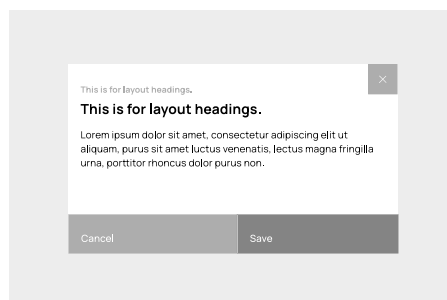 This is for layout headings.
This is for layout headings.
Lorem ipsum dolor sit amet, consectetur adipiscing elit ut
aliquam, purus sit amet luctus venenatis, lectus magna fringilla
urna, porttitor rhoncus dolor purus non.
Cancel
Save